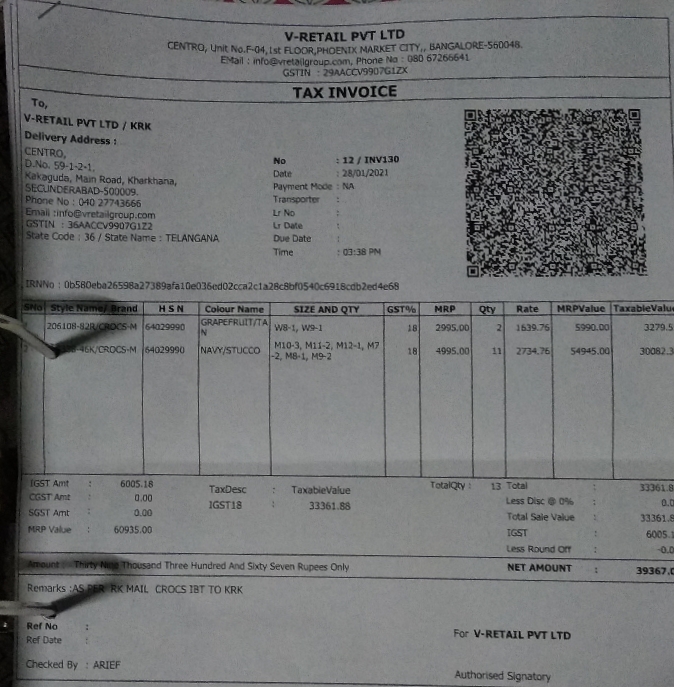 V-RETAIL PVT LTD
CENTRO, Unit No.F-04,1st FLOOR,PHOENIX MARKET CITY,, BANGALORE-560048.
EMail : info@vretailgroup.com, Phone No : 080 67266641
GSTIN : 29AACCV9907G1ZX
TAX INVOICE
To,
V-RETAIL PVT LTD / KRK
Delivery Address :
CENTRO,
D.No. 59-1-2-1,
Kakaguda, Main Road, Kharkhana,
SECUNDERABAD-500009.
Phone No : 040 27743666
Email :info@vretailgroup.com
GSTIN : 36AACCV9907G1Z2
State Code : 36 / State Name : TELANGANA
No : 12 / INV130
Date : 28/01/2021
Payment Mode : NA
Transporter :
Lr No :
Lr Date :
Due Date :
Time : 03:38 PM
IRNNo : 0b580eba26598a27389afa10e036ed02cca2c1a28c8bf0540c6918cdb2ed4e68
SNo Style Name/ Brand H S N Colour Name SIZE AND QTY GST% MRP Qty Rate MRPValue TaxableValue
206108-82R/CROCS-M 64029990 GRAPEFRUIT/TA N W8-1, W9-1 18 2995.00 2 1639.76 5990.00 3279.5
-46K/CROCS-M 64029990 NAVY/STUCCO M10-3, M11-2, M12-1, M7 -2, M8-1, M9-2 18 4995.00 11 2734.76 54945.00 30082.3
IGST Amt : 6005.18
CGST Amt : 0.00
SGST Amt : 0.00
MRP Value : 60935.00
TaxDesc : TaxableValue
IGST18 : 33361.88
TotalQty : 13 Total : 33361.8
Less Disc @ 0% : 0.0
Total Sale Value : 33361.8
IGST : 6005.1
Less Round Off : -0.0
Amount : Thirty Nine Thousand Three Hundred And Sixty Seven Rupees Only
NET AMOUNT : 39367.0
Remarks :AS PER RK MAIL CROCS IBT TO KRK
Ref No :
Ref Date :
Checked By : ARIEF
For V-RETAIL PVT LTD
Authorised Signatory